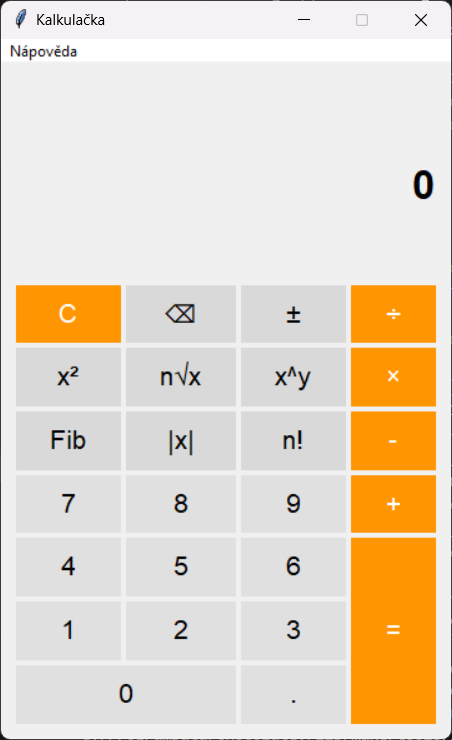 Kalkulačka
Nápověda
0
C ⌫ ± ÷
x² n√x x^y ×
Fib |x| n! -
7 8 9 +
4 5 6
1 2 3 =
0 .